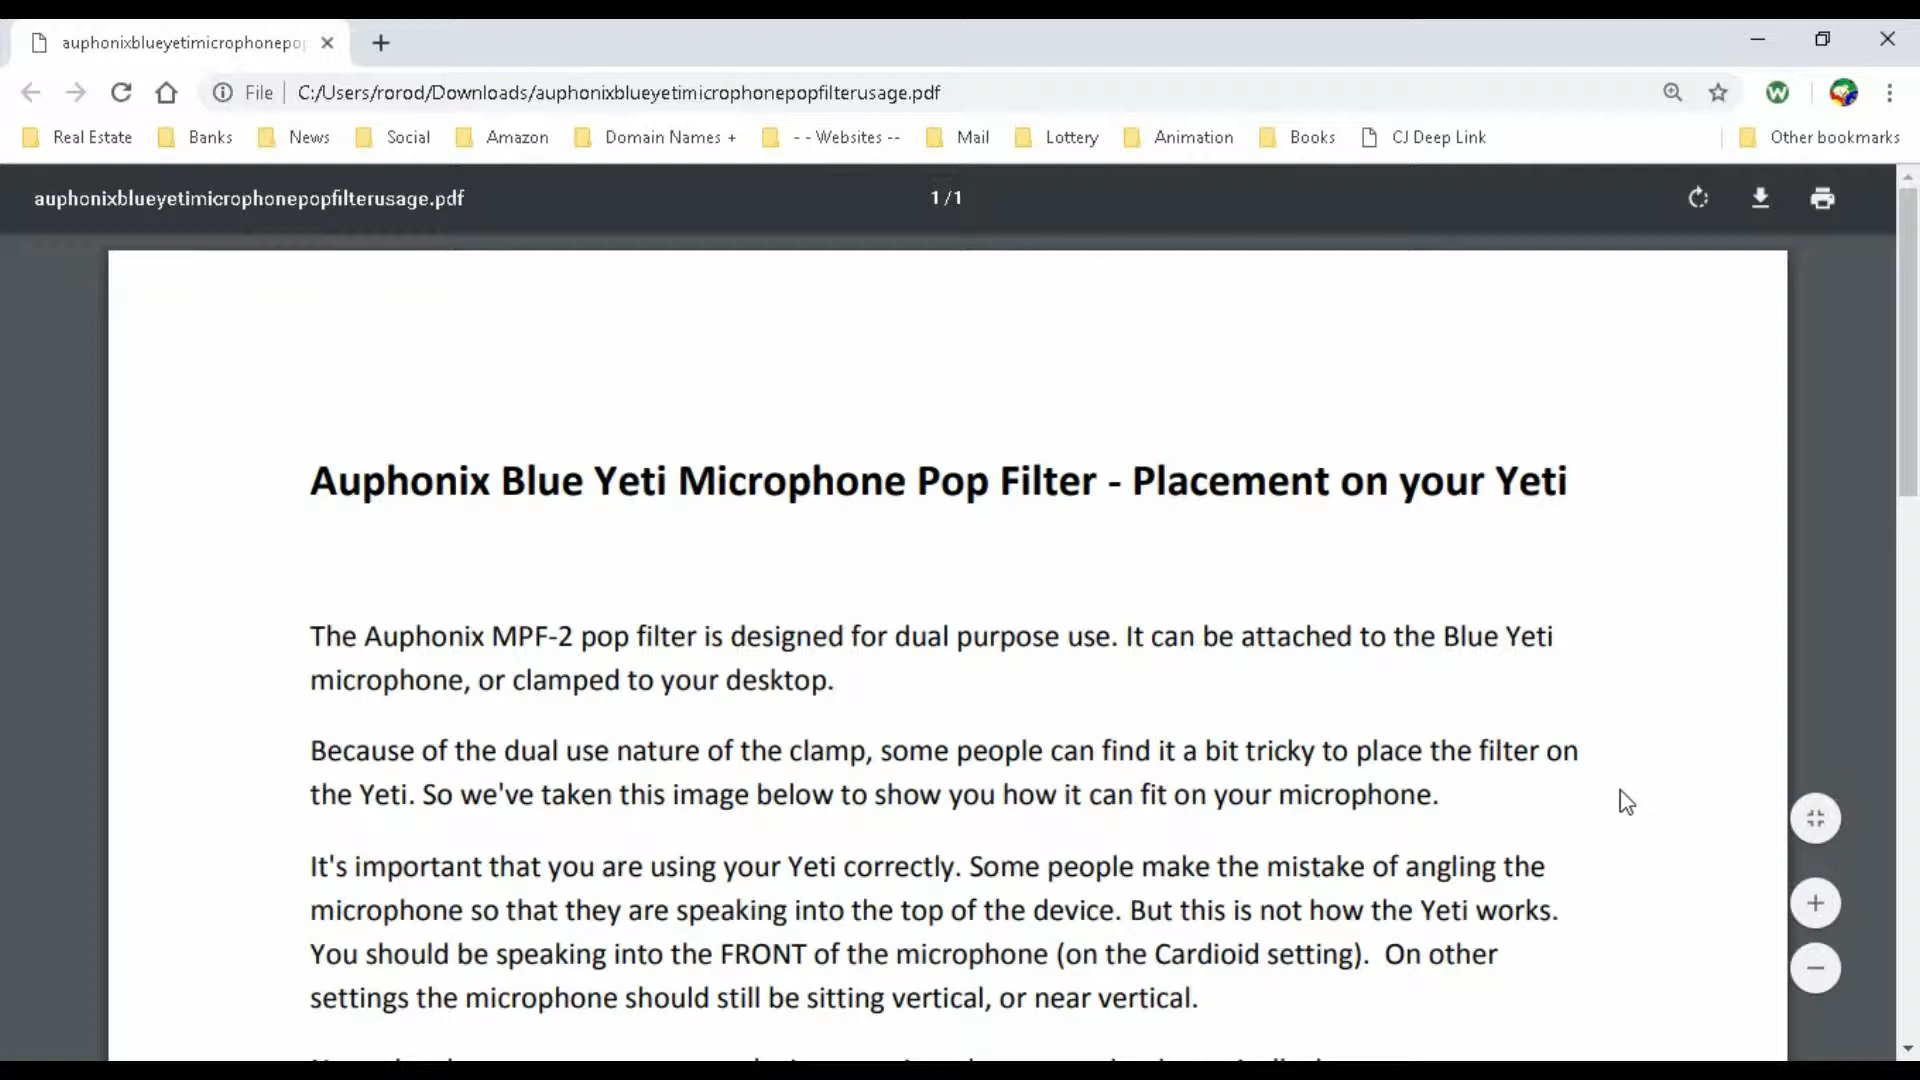 auphonixblueyetimicrophonepo
File C:/Users/rorod/Downloads/auphonixblueyetimicrophonepopfilterusage.pdf
Real Estate Banks News Social Amazon Domain Names + - - Websites -- Mail Lottery Animation Books CJ Deep Link Other bookmarks
auphonixblueyetimicrophonepopfilterusage.pdf 1 / 1
Auphonix Blue Yeti Microphone Pop Filter - Placement on your Yeti
The Auphonix MPF-2 pop filter is designed for dual purpose use. It can be attached to the Blue Yeti
microphone, or clamped to your desktop.
Because of the dual use nature of the clamp, some people can find it a bit tricky to place the filter on
the Yeti. So we've taken this image below to show you how it can fit on your microphone.
It's important that you are using your Yeti correctly. Some people make the mistake of angling the
microphone so that they are speaking into the top of the device. But this is not how the Yeti works.
You should be speaking into the FRONT of the microphone (on the Cardioid setting).  On other
settings the microphone should still be sitting vertical, or near vertical.